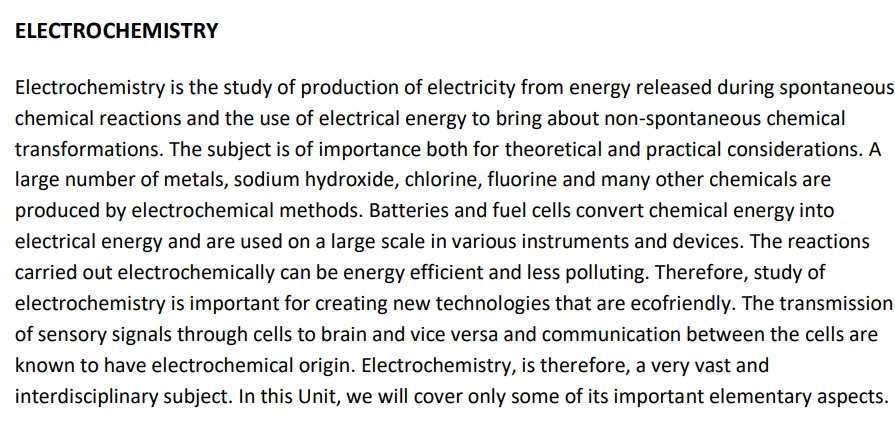 ELECTROCHEMISTRY
Electrochemistry is the study of production of electricity from energy released during spontaneous
chemical reactions and the use of electrical energy to bring about non-spontaneous chemical
transformations. The subject is of importance both for theoretical and practical considerations. A
large number of metals, sodium hydroxide, chlorine, fluorine and many other chemicals are
produced by electrochemical methods. Batteries and fuel cells convert chemical energy into
electrical energy and are used on a large scale in various instruments and devices. The reactions
carried out electrochemically can be energy efficient and less polluting. Therefore, study of
electrochemistry is important for creating new technologies that are ecofriendly. The transmission
of sensory signals through cells to brain and vice versa and communication between the cells are
known to have electrochemical origin. Electrochemistry, is therefore, a very vast and
interdisciplinary subject. In this Unit, we will cover only some of its important elementary aspects.